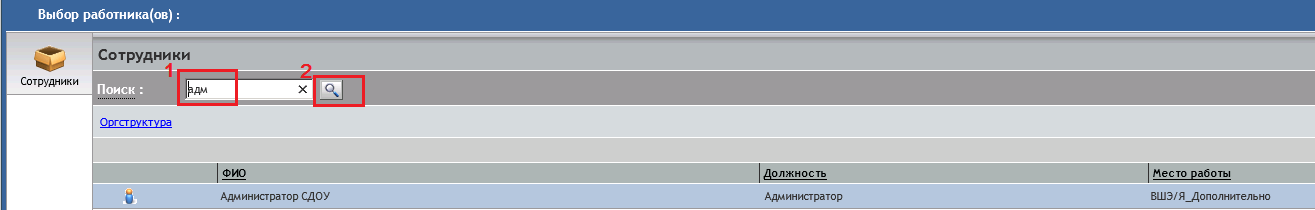 Выбор работника(ов) :
Сотрудники
Сотрудники
1 2
Поиск : адм ×
Оргструктура
ФИО Должность Место работы
Администратор СДОУ Администратор ВШЭ/Я_Дополнительно